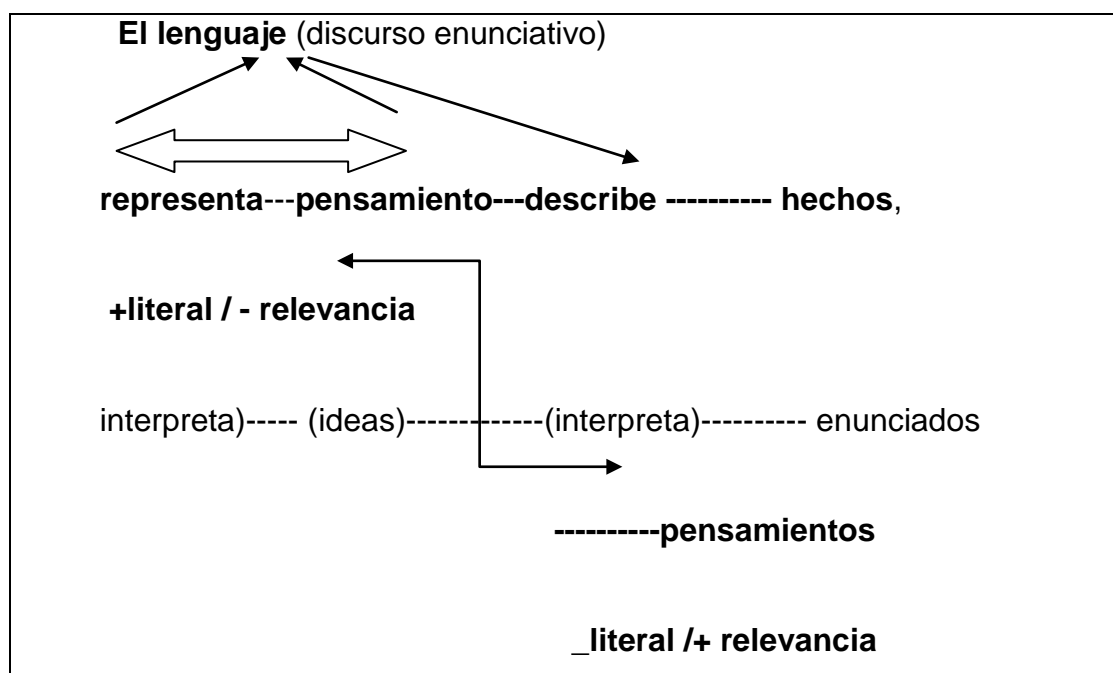 El lenguaje (discurso enunciativo)
representa---pensamiento---describe ---------- hechos,
+literal / - relevancia
interpreta)----- (ideas)-------------(interpreta)---------- enunciados
----------pensamientos
_literal /+ relevancia